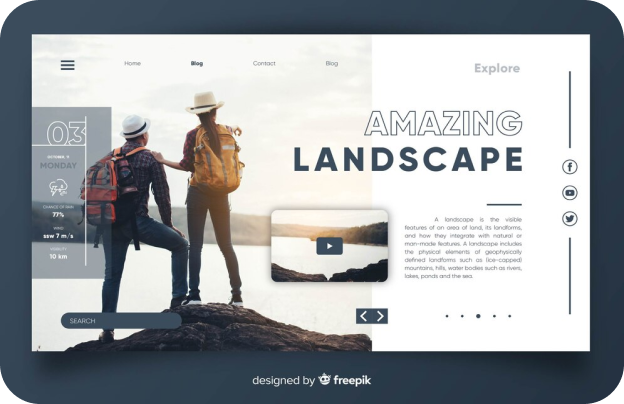 Home
Blog
Contact
Blog
Explore
03
MONDAY
CHANCE OF RAIN
77%
WIND
ssw 7 m/s
10 km
AMAZING
LANDSCAPE
A landscape is the visible
features of an area of land, its landforms,
and how they integrate with natural or
man-made features. A landscape includes
the physical elements of geophysically
defined landforms such as (ice-capped)
mountains, hills, water bodies such as rivers,
lakes, ponds and the sea.
SEARCH
designed by freepik